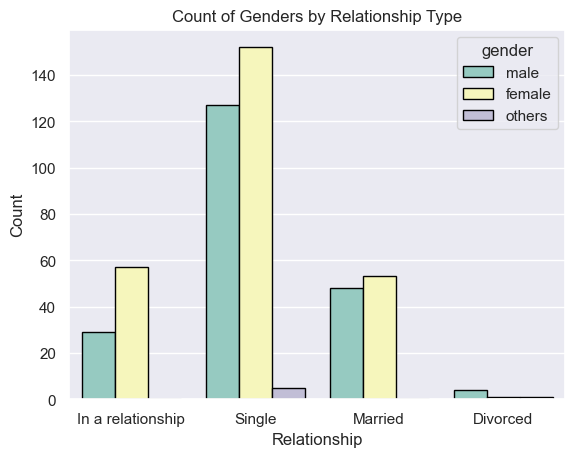 Count of Genders by Relationship Type
gender
male
female
others
Count
140
120
100
80
60
40
20
0
In a relationship
Single
Married
Divorced
Relationship